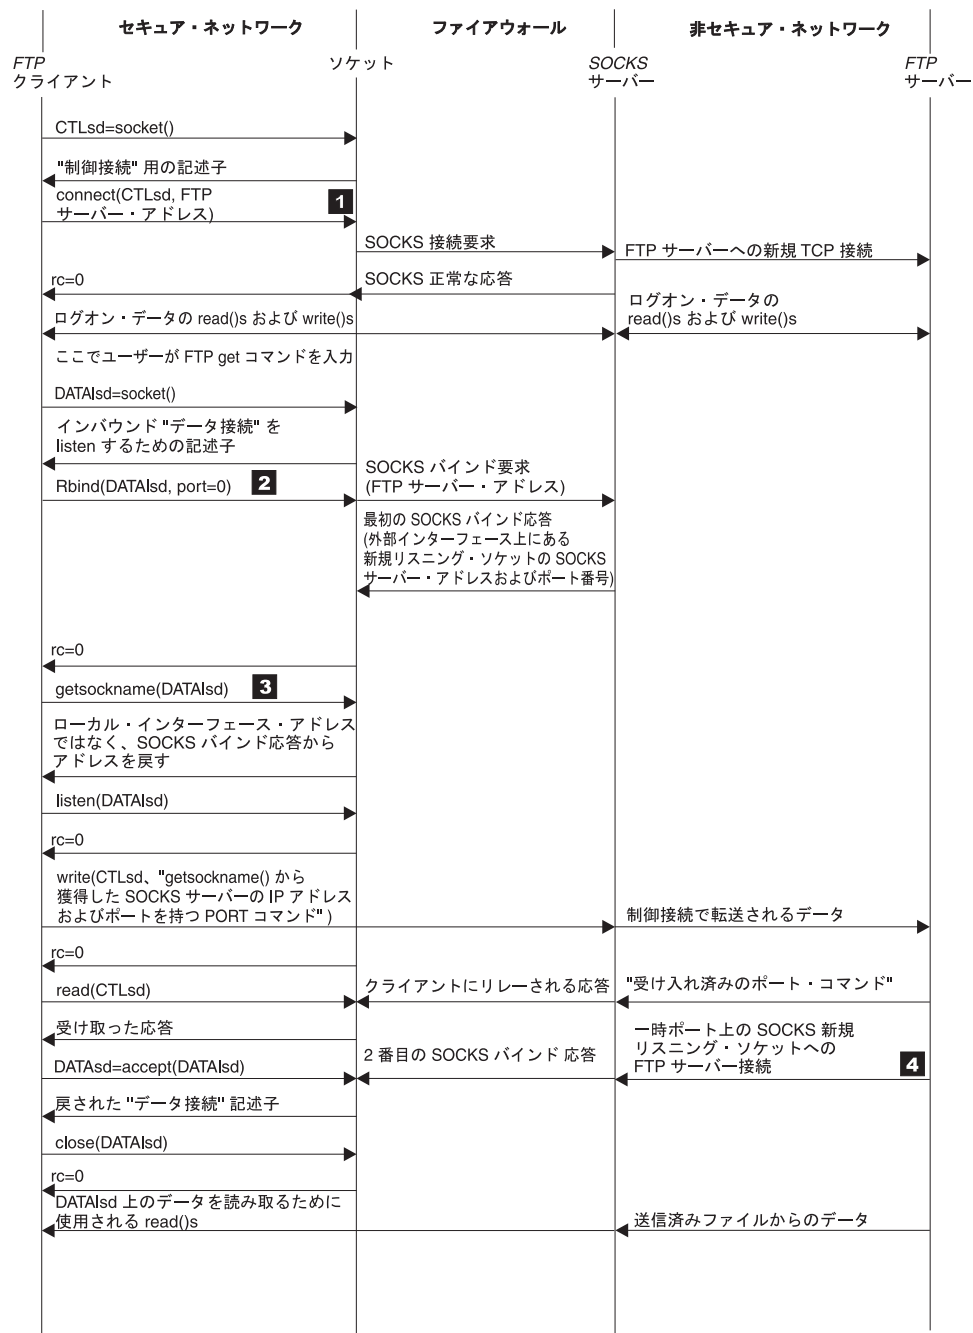 セキュア・ネットワーク
ファイアウォール
非セキュア・ネットワーク
FTP
クライアント
ソケット
SOCKS
サーバー
FTP
サーバー
CTLsd=socket()
"制御接続" 用の記述子
connect(CTLsd, FTP
サーバー・アドレス)
1
SOCKS 接続要求
FTP サーバーへの新規 TCP 接続
rc=0
SOCKS 正常な応答
ログオン・データの
read()s および write()s
ログオン・データの read()s および write()s
ここでユーザーが FTP get コマンドを入力
DATAlsd=socket()
インバウンド "データ接続" を
listen するための記述子
Rbind(DATAlsd, port=0)
2
SOCKS バインド要求
(FTP サーバー・アドレス)
最初の SOCKS バインド応答
(外部インターフェース上にある
新規リスニング・ソケットの SOCKS
サーバー・アドレスおよびポート番号)
rc=0
getsockname(DATAlsd)
3
ローカル・インターフェース・アドレス
ではなく、SOCKS バインド応答から
アドレスを戻す
listen(DATAlsd)
rc=0
write(CTLsd、"getsockname() から
獲得した SOCKS サーバーの IP アドレス
およびポートを持つ PORT コマンド" )
制御接続で転送されるデータ
rc=0
read(CTLsd)
クライアントにリレーされる応答
"受け入れ済みのポート・コマンド"
受け取った応答
一時ポート上の SOCKS 新規
リスニング・ソケットへの
FTP サーバー接続
4
2 番目の SOCKS バインド 応答
DATAsd=accept(DATAlsd)
戻された "データ接続" 記述子
close(DATAlsd)
rc=0
DATAlsd 上のデータを読み取るために
使用される read()s
送信済みファイルからのデータ